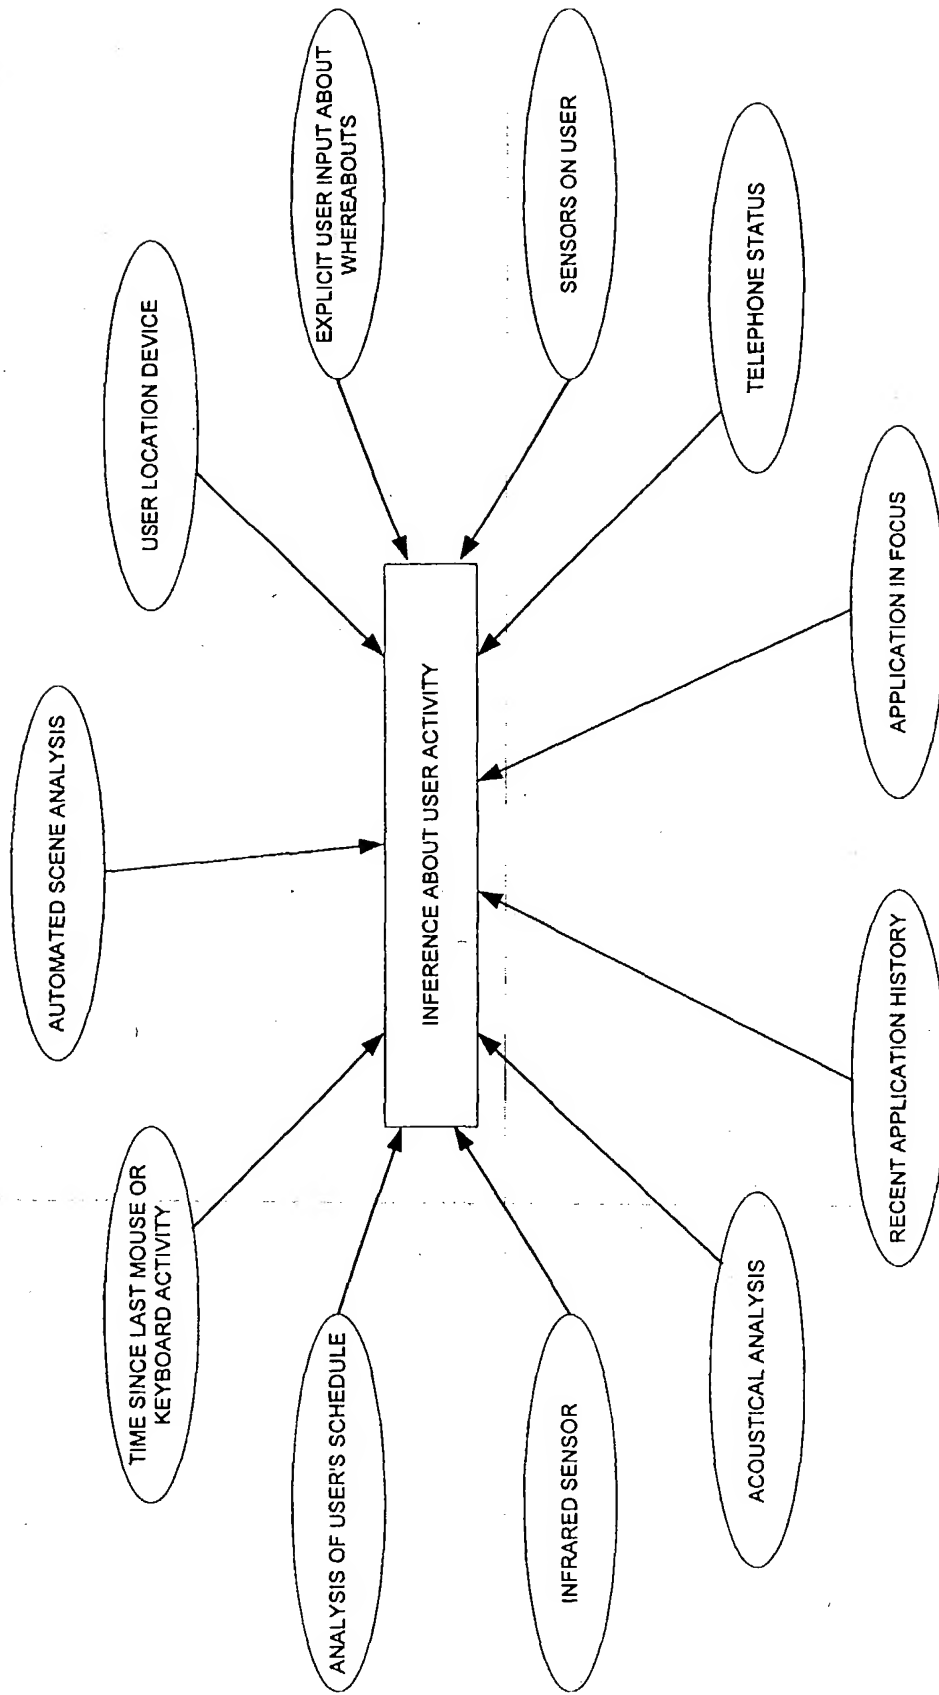 AUTOMATED SCENE ANALYSIS
TIME SINCE LAST MOUSE OR
KEYBOARD ACTIVITY
USER LOCATION DEVICE
ANALYSIS OF USER'S SCHEDULE
EXPLICIT USER INPUT ABOUT
WHEREABOUTS
INFERENCE ABOUT USER ACTIVITY
INFRARED SENSOR
SENSORS ON USER
ACOUSTICAL ANALYSIS
TELEPHONE STATUS
RECENT APPLICATION HISTORY
APPLICATION IN FOCUS